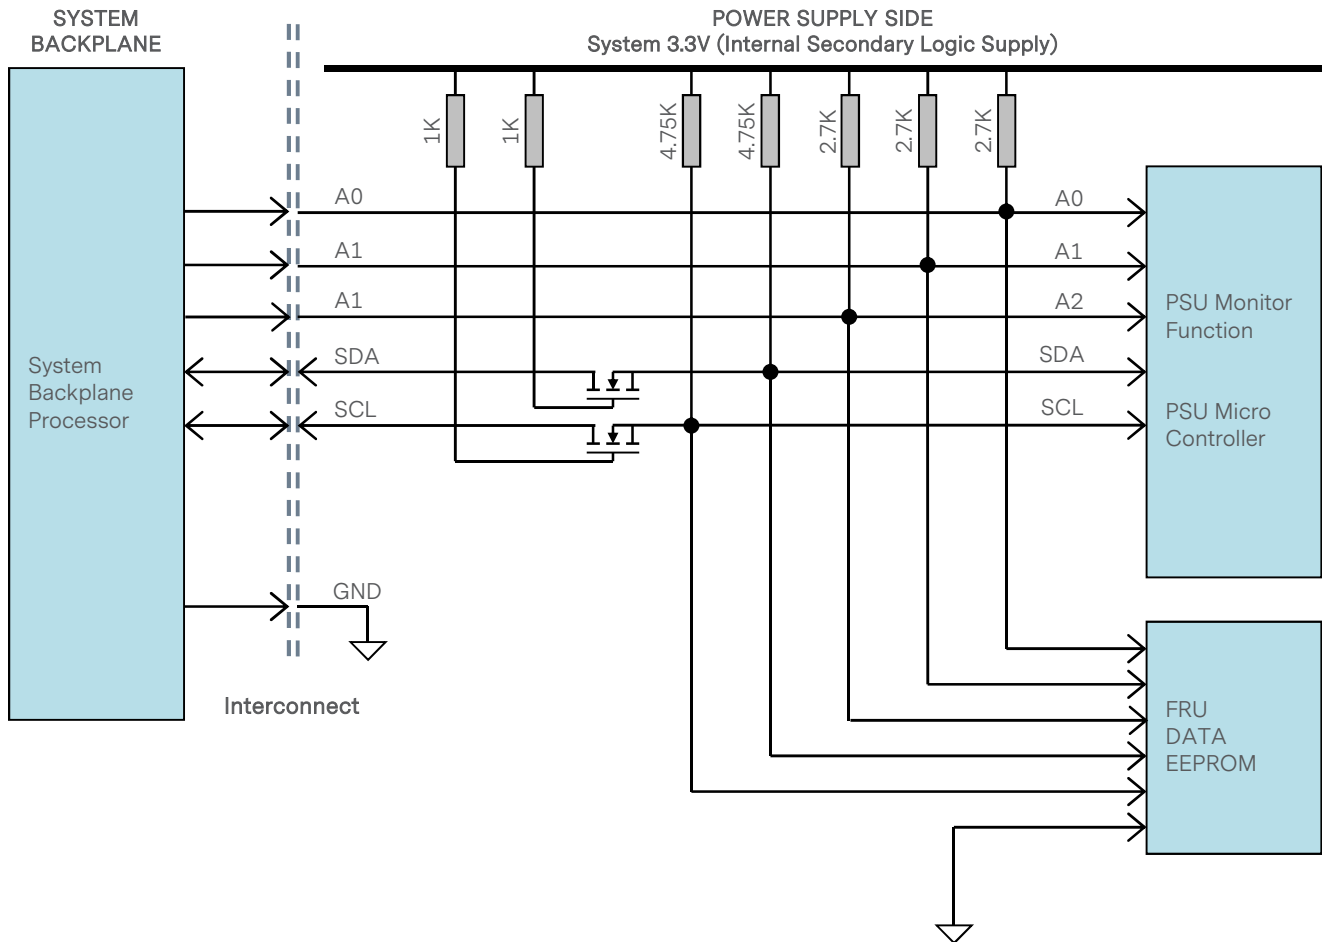 SYSTEM
BACKPLANE
POWER SUPPLY SIDE
System 3.3V (Internal Secondary Logic Supply)
1K
1K
4.75K
4.75K
2.7K
2.7K
2.7K
A0
A0
A1
A1
A1
A2
SDA
SDA
SCL
SCL
GND
System
Backplane
Processor
PSU Monitor
Function
PSU Micro
Controller
Interconnect
FRU
DATA
EEPROM